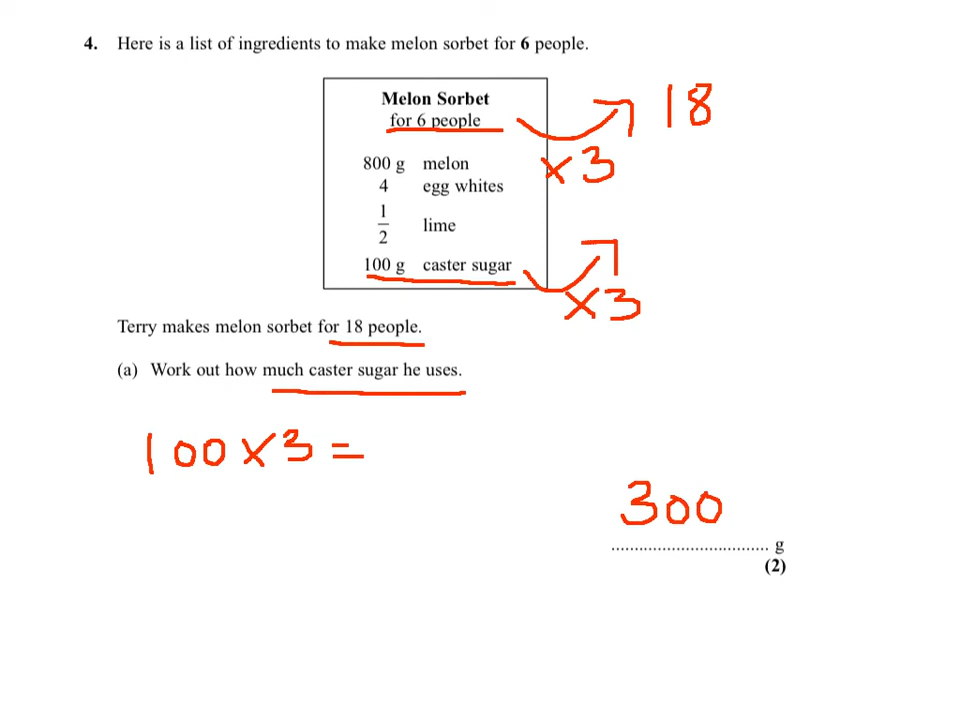 4. Here is a list of ingredients to make melon sorbet for 6 people.
Melon Sorbet
for 6 people
18
×3
800 g melon
4 egg whites
1/2 lime
100 g caster sugar
×3
Terry makes melon sorbet for 18 people.
(a) Work out how much caster sugar he uses.
100 × 3 =
300
.................................. g
(2)